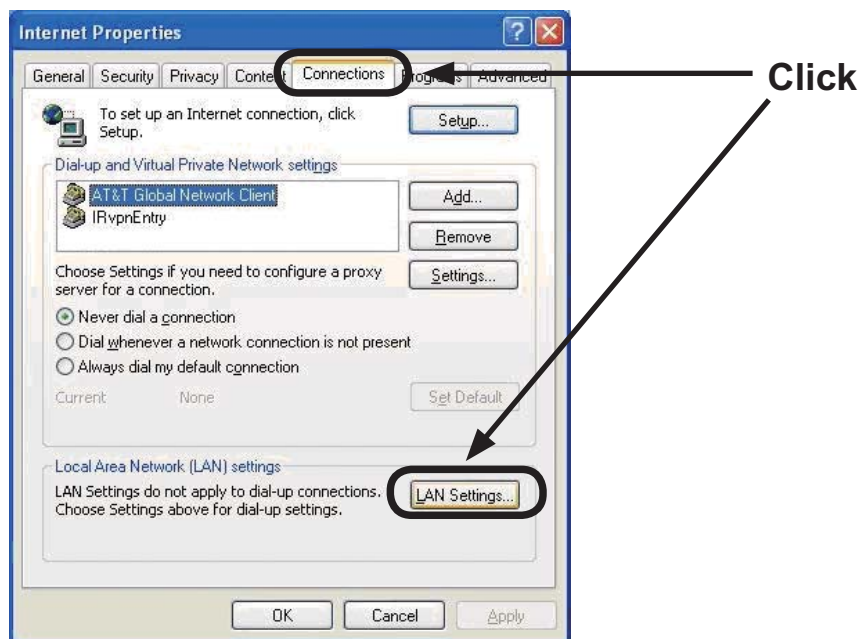 Internet Properties
General Security Privacy Content Connections Programs Advanced
Click
To set up an Internet connection, click
Setup.
Setup...
Dial-up and Virtual Private Network settings
AT&T Global Network Client
IRvpnEntry
Add...
Remove
Choose Settings if you need to configure a proxy
server for a connection.
Settings...
Never dial a connection
Dial whenever a network connection is not present
Always dial my default connection
Current None
Set Default
Local Area Network (LAN) settings
LAN Settings do not apply to dial-up connections.
Choose Settings above for dial-up settings.
LAN Settings...
OK Cancel Apply